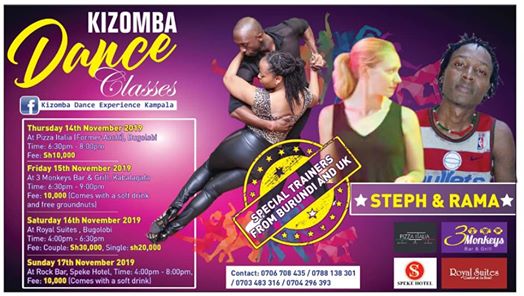 KIZOMBA
Dance
Classes
f Kizomba Dance Experience Kampala
Thursday 14th November 2019
At Pizza Italia (Former Aashi), Bugolobi
Time: 6:30pm - 8:00pm
Fee: Sh10,000
Friday 15th November 2019
At 3 Monkeys Bar & Grill, Kabalagala
Time: 6:30pm - 9:00pm
Fee: 10,000 (Comes with a soft drink
and free groundnuts)
Saturday 16th November 2019
At Royal Suites , Bugolobi
Time: 4:00pm - 8:00pm
Fee: Couple: Sh30,000, Single: sh20,000
Sunday 17th November 2019
At Rock Bar, Speke Hotel, Time: 4:00pm - 8:00pm,
Fee: 10,000 (Comes with a soft drink)
SPECIAL TRAINERS
FROM BURUNDI AND UK
bullets
STEPH & RAMA
Contact: 0706 708 435 / 0788 138 301
/ 0703 483 316 / 0704 296 393
PIZZA ITALIA
3 Monkeys
Bar & Grill
S
SPEKE HOTEL
Royal Suites